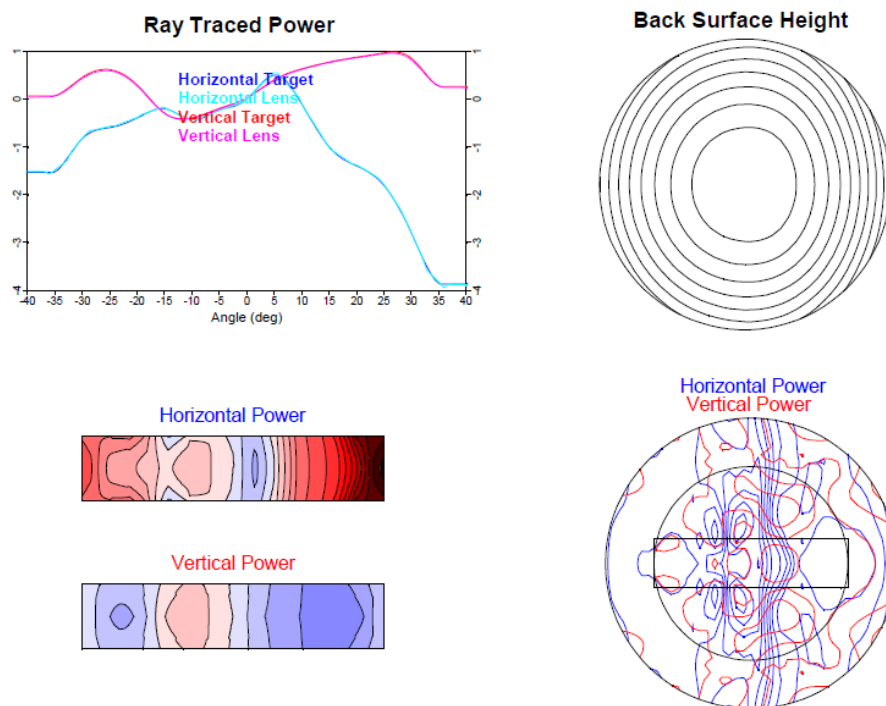 Ray Traced Power
Back Surface Height
1
1
Horizontal Target
Horizontal Lens
0
0
Vertical Target
Vertical Lens
-1
-1
-2
-2
-3
-3
-4
-4
-40 -35 -30 -25 -20 -15 -10 -5 0 5 10 15 20 25 30 35 40
Angle (deg)
Horizontal Power
Vertical Power
Horizontal Power
Vertical Power